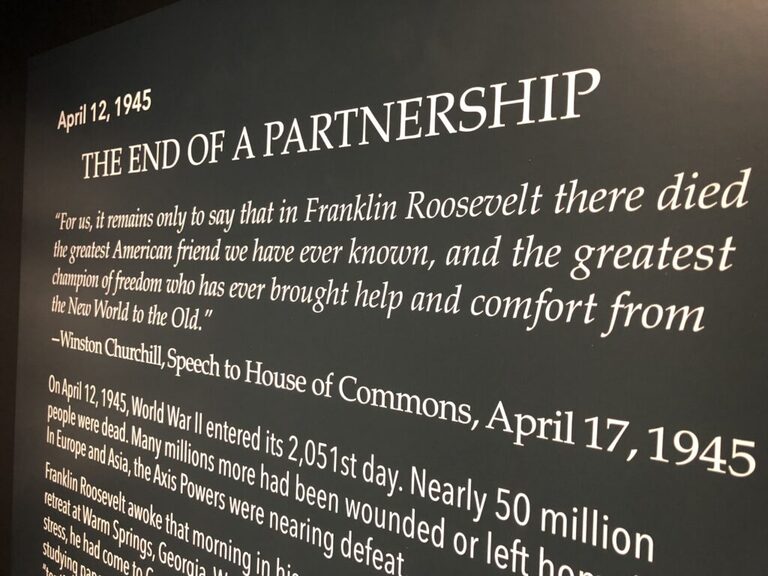 April 12, 1945
THE END OF A PARTNERSHIP
“For us, it remains only to say that in Franklin Roosevelt there died
the greatest American friend we have ever known, and the greatest
champion of freedom who has ever brought help and comfort from
the New World to the Old.”
–Winston Churchill, Speech to House of Commons, April 17, 1945
On April 12, 1945, World War II entered its 2,051st day. Nearly 50 million
people were dead. Many millions more had been wounded or left
In Europe and Asia, the Axis Powers were nearing defeat.
Franklin Roosevelt awoke that morning in his
retreat at Warm Springs, Georgia.
stress, he had come to
studying